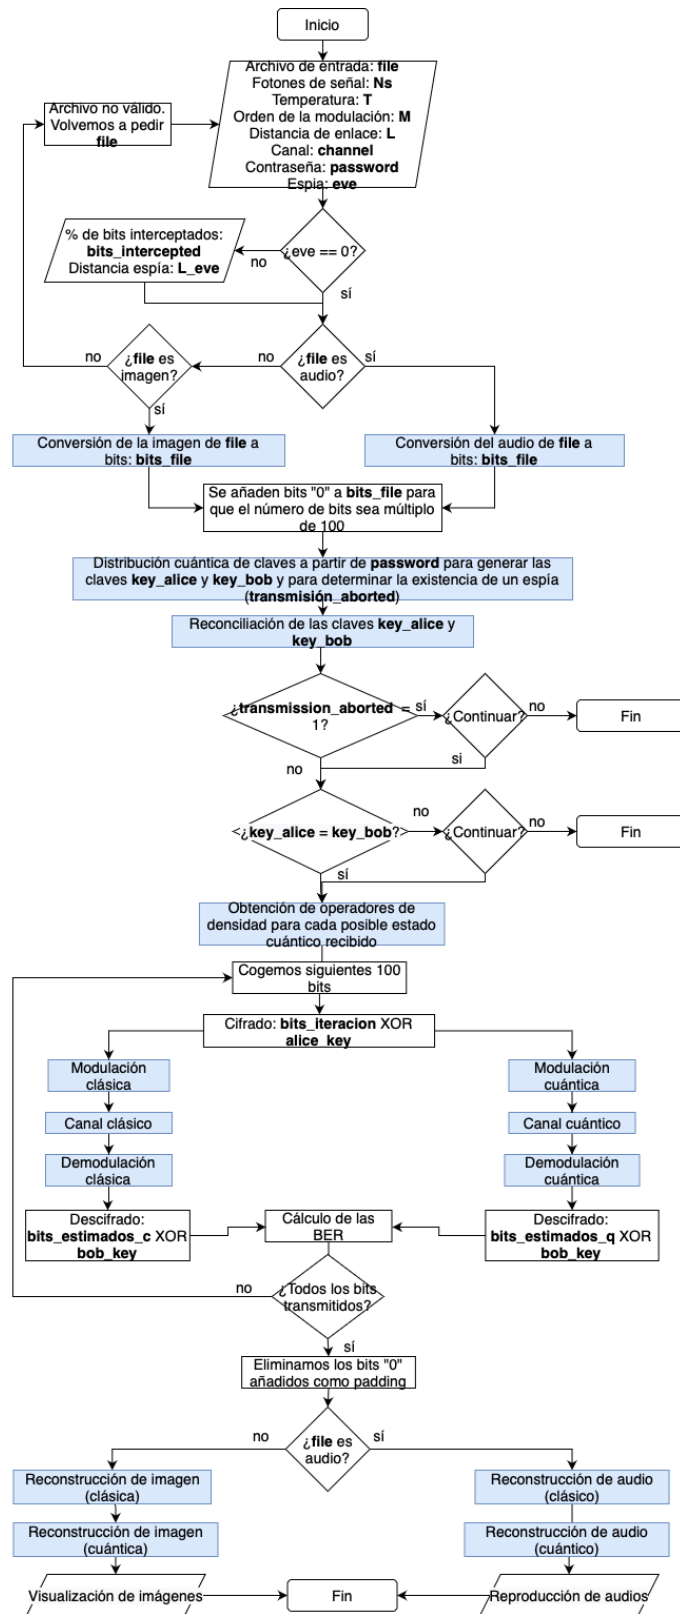 Inicio
Archivo de entrada: file
Fotones de señal: Ns
Temperatura: T
Orden de la modulación: M
Distancia de enlace: L
Canal: channel
Contraseña: password
Espia: eve
Archivo no válido.
Volvemos a pedir
file
% de bits interceptados:
bits_intercepted
Distancia espía: L_eve
no
¿eve == 0?
sí
no
¿file es
imagen?
no
¿file es
audio?
sí
sí
Conversión de la imagen de file a
bits: bits_file
Conversión del audio de file a
bits: bits_file
Se añaden bits "0" a bits_file para
que el número de bits sea múltiplo
de 100
Distribución cuántica de claves a partir de password para generar las
claves key_alice y key_bob y para determinar la existencia de un espía
(transmisión_aborted)
Reconciliación de las claves key_alice y
key_bob
¿transmission_aborted =
1?
sí
¿Continuar?
no
Fin
si
no
¿key_alice = key_bob?
no
¿Continuar?
no
Fin
sí
Obtención de operadores de
densidad para cada posible estado
cuántico recibido
Cogemos siguientes 100
bits
Cifrado: bits_iteracion XOR
alice_key
Modulación
clásica
Modulación
cuántica
Canal clásico
Canal cuántico
Demodulación
clásica
Demodulación
cuántica
Descifrado:
bits_estimados_c XOR
bob_key
Cálculo de las
BER
Descifrado:
bits_estimados_q XOR
bob_key
no
¿Todos los bits
transmitidos?
sí
Eliminamos los bits "0"
añadidos como padding
no
¿file es
audio?
sí
Reconstrucción de imagen
(clásica)
Reconstrucción de audio
(clásico)
Reconstrucción de imagen
(cuántica)
Reconstrucción de audio
(cuántico)
Visualización de imágenes
Fin
Reproducción de audios